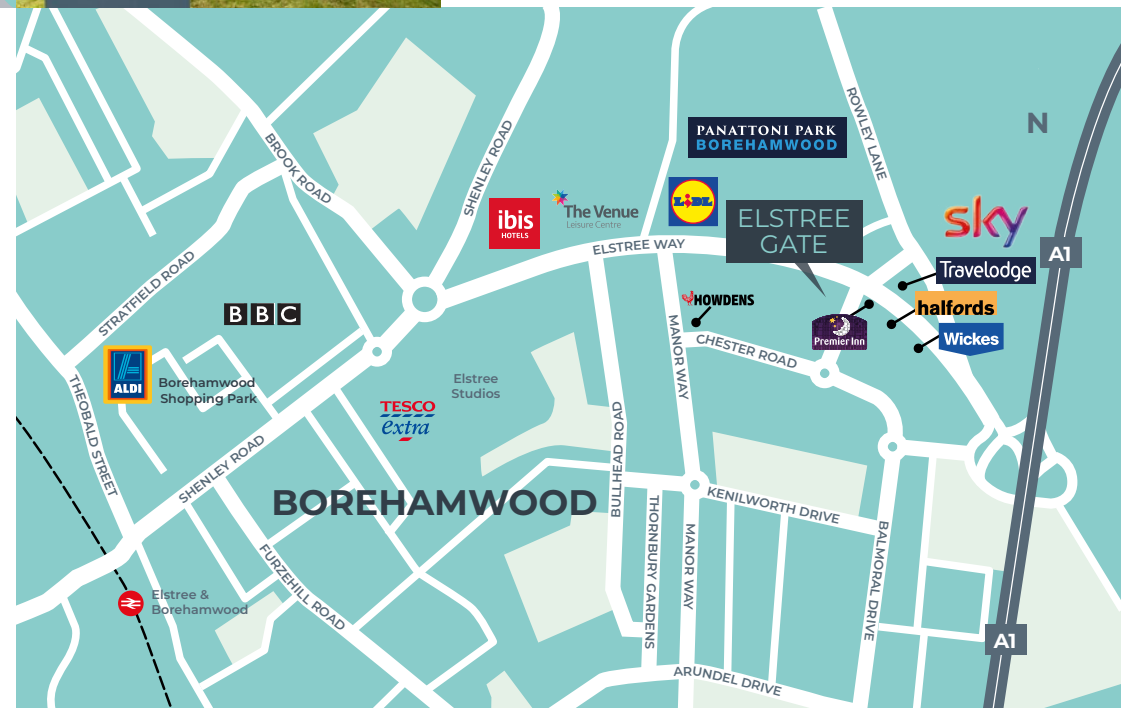 N
PANATTONI PARK
BOREHAMWOOD
ROWLEY LANE
BROOK ROAD
SHENLEY ROAD
ibis
HOTELS
The Venue
Leisure Centre
LIDL
ELSTREE
GATE
sky
ELSTREE WAY
A1
Travelodge
STRATFIELD ROAD
BBC
HOWDENS
halfords
Premier Inn
Wickes
MANOR WAY
CHESTER ROAD
ALDI
Borehamwood
Shopping Park
Elstree
Studios
TESCO
extra
THEOBALD STREET
SHENLEY ROAD
BULLHEAD ROAD
BOREHAMWOOD
KENILWORTH DRIVE
THORNBURY GARDENS
MANOR WAY
BALMORAL DRIVE
FURZEHILL ROAD
Elstree &
Borehamwood
A1
ARUNDEL DRIVE